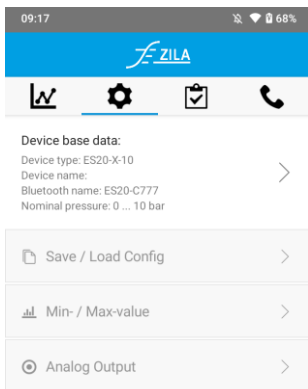 09:17
68%
ZILA
Device base data:
Device type: ES20-X-10
Device name:
Bluetooth name: ES20-C777
Nominal pressure: 0 ... 10 bar
Save / Load Config
Min- / Max-value
Analog Output